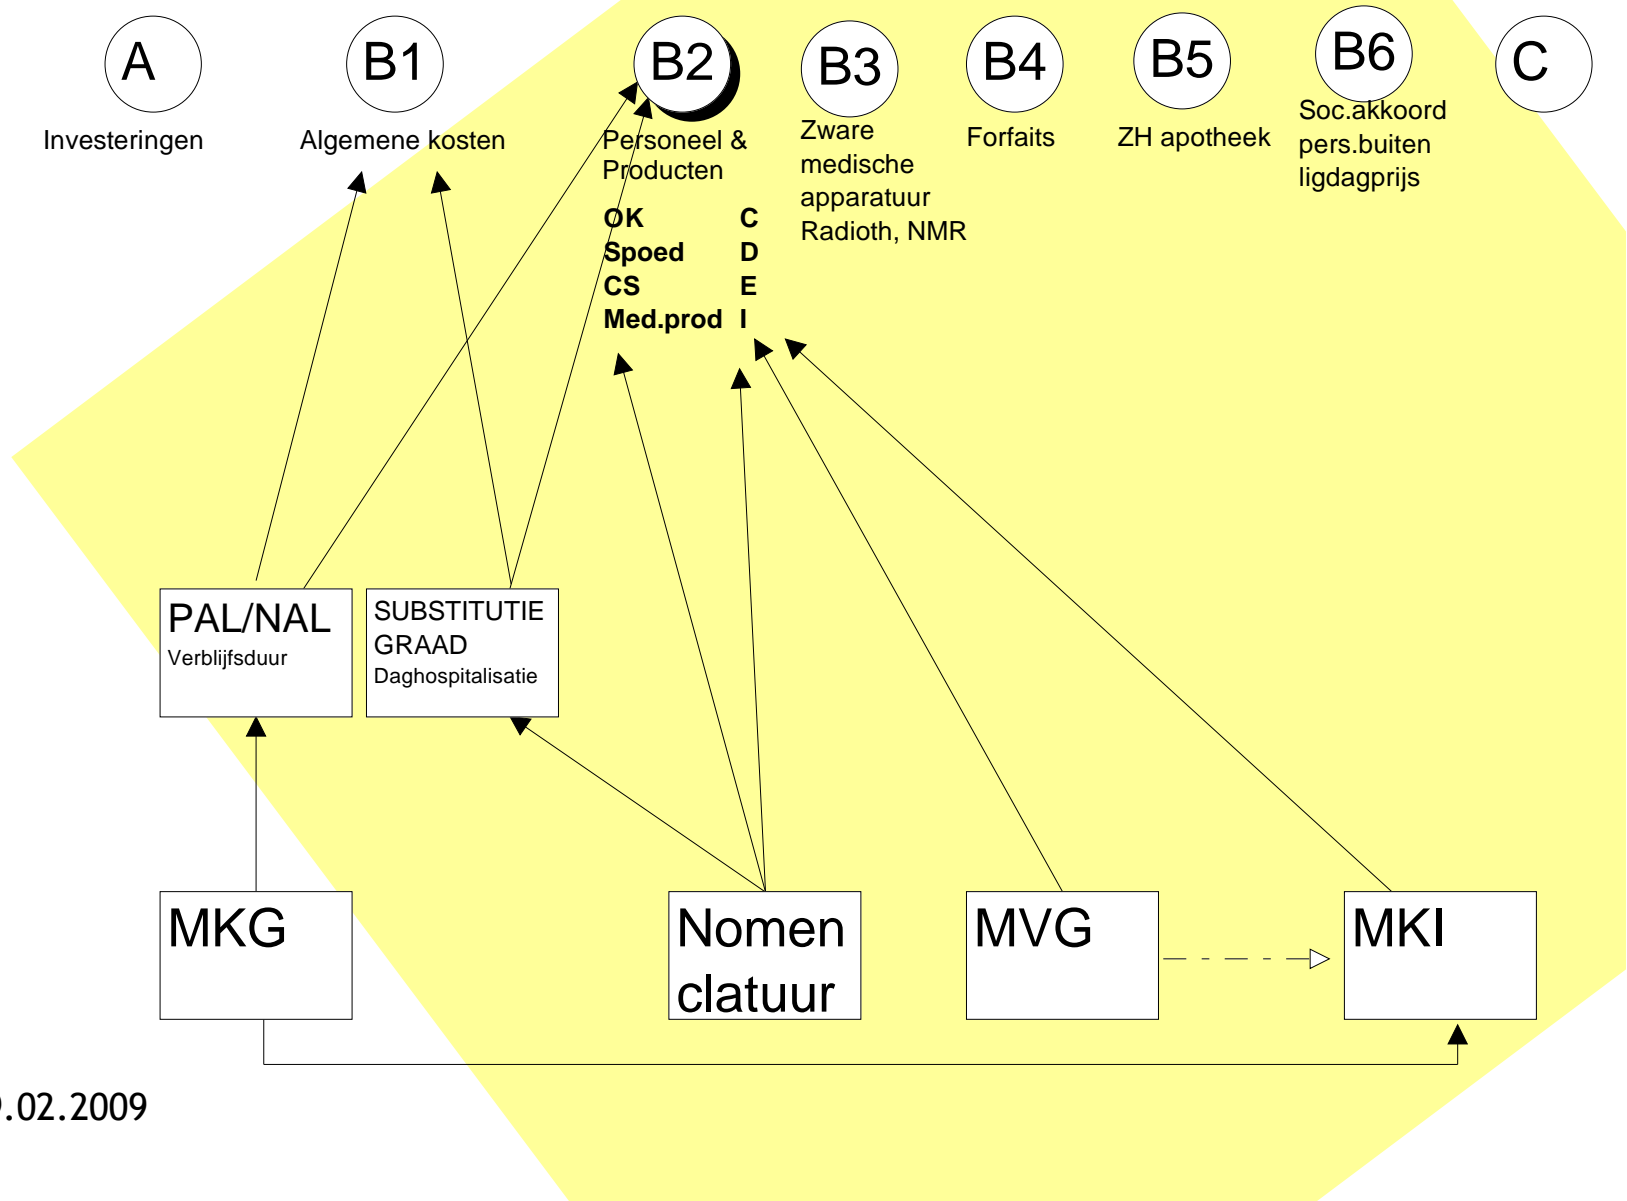 A
B1
B2
B3
B4
B5
B6
C
Investeringen
Algemene kosten
Personeel &
Producten
Zware
medische
apparatuur
Radioth, NMR
Forfaits
ZH apotheek
Soc.akkoord
pers.buiten
ligdagprijs
OK C
Spoed D
CS E
Med.prod I
PAL/NAL
Verblijfsduur
SUBSTITUTIE
GRAAD
Daghospitalisatie
MKG
Nomen
clatuur
MVG
MKI
.02.2009